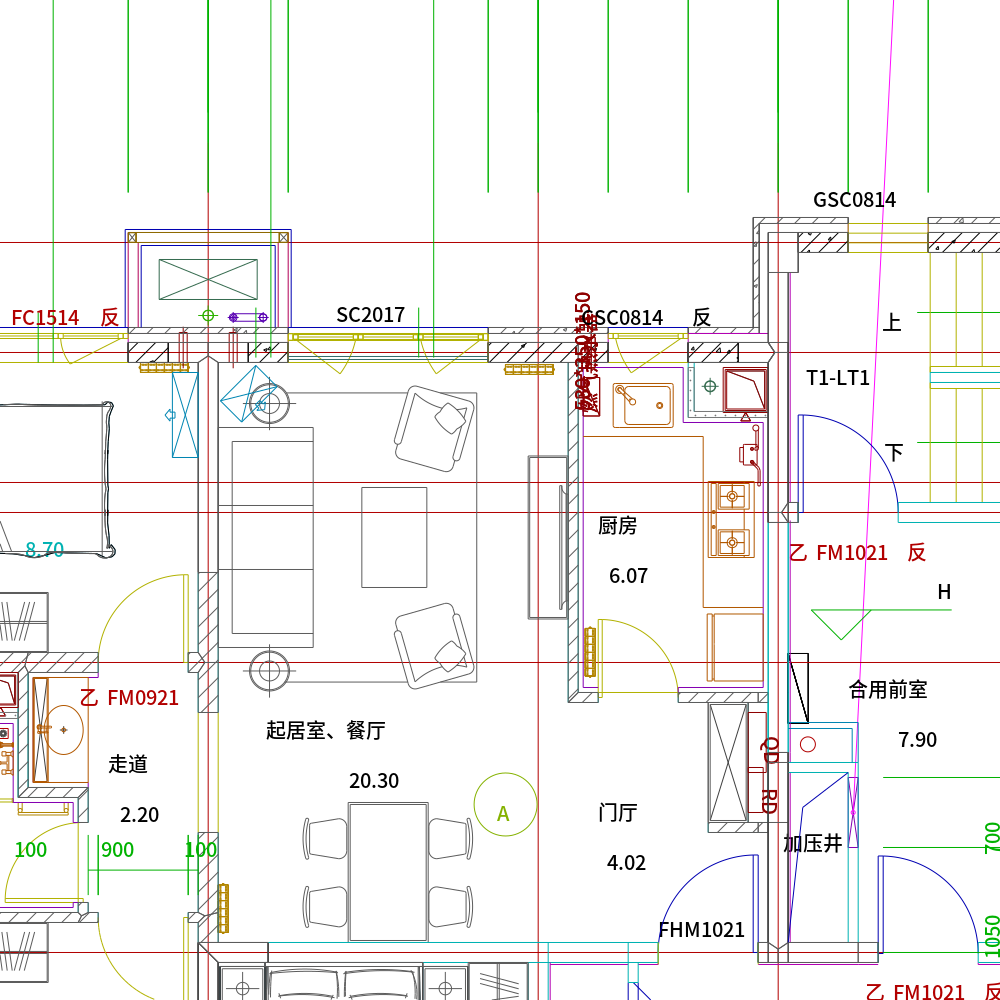 GSC0814
FC1514 反
SC2017
GSC0814 反
上
T1-LT1
下
厨房
6.07
8.70
乙 FM1021 反
H
乙 FM0921
合用前室
7.90
起居室、餐厅
20.30
走道
2.20
QD
RD
A
门厅
4.02
加压井
100
900
100
700
FHM1021
1050
乙 FM1021 反